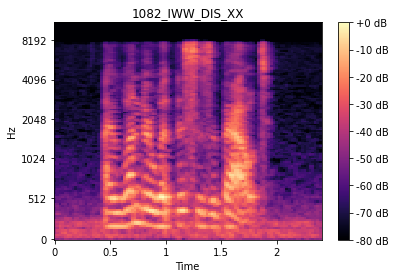 1082_IWW_DIS_XX
+0 dB
8192
-10 dB
4096
-20 dB
-30 dB
2048
Hz
-40 dB
1024
-50 dB
512
-60 dB
-70 dB
0
-80 dB
0 0.5 1 1.5 2
Time